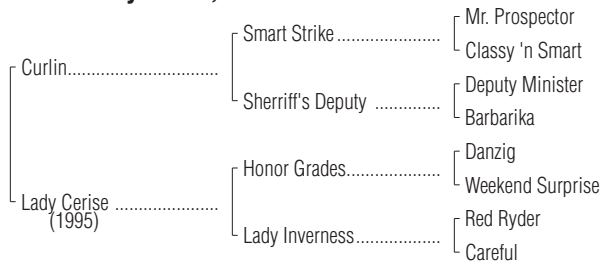 Mr. Prospector
Smart Strike
Classy 'n Smart
Curlin
Deputy Minister
Sherriff's Deputy
Barbarika
Danzig
Honor Grades
Weekend Surprise
Lady Cerise
(1995)
Red Ryder
Lady Inverness
Careful